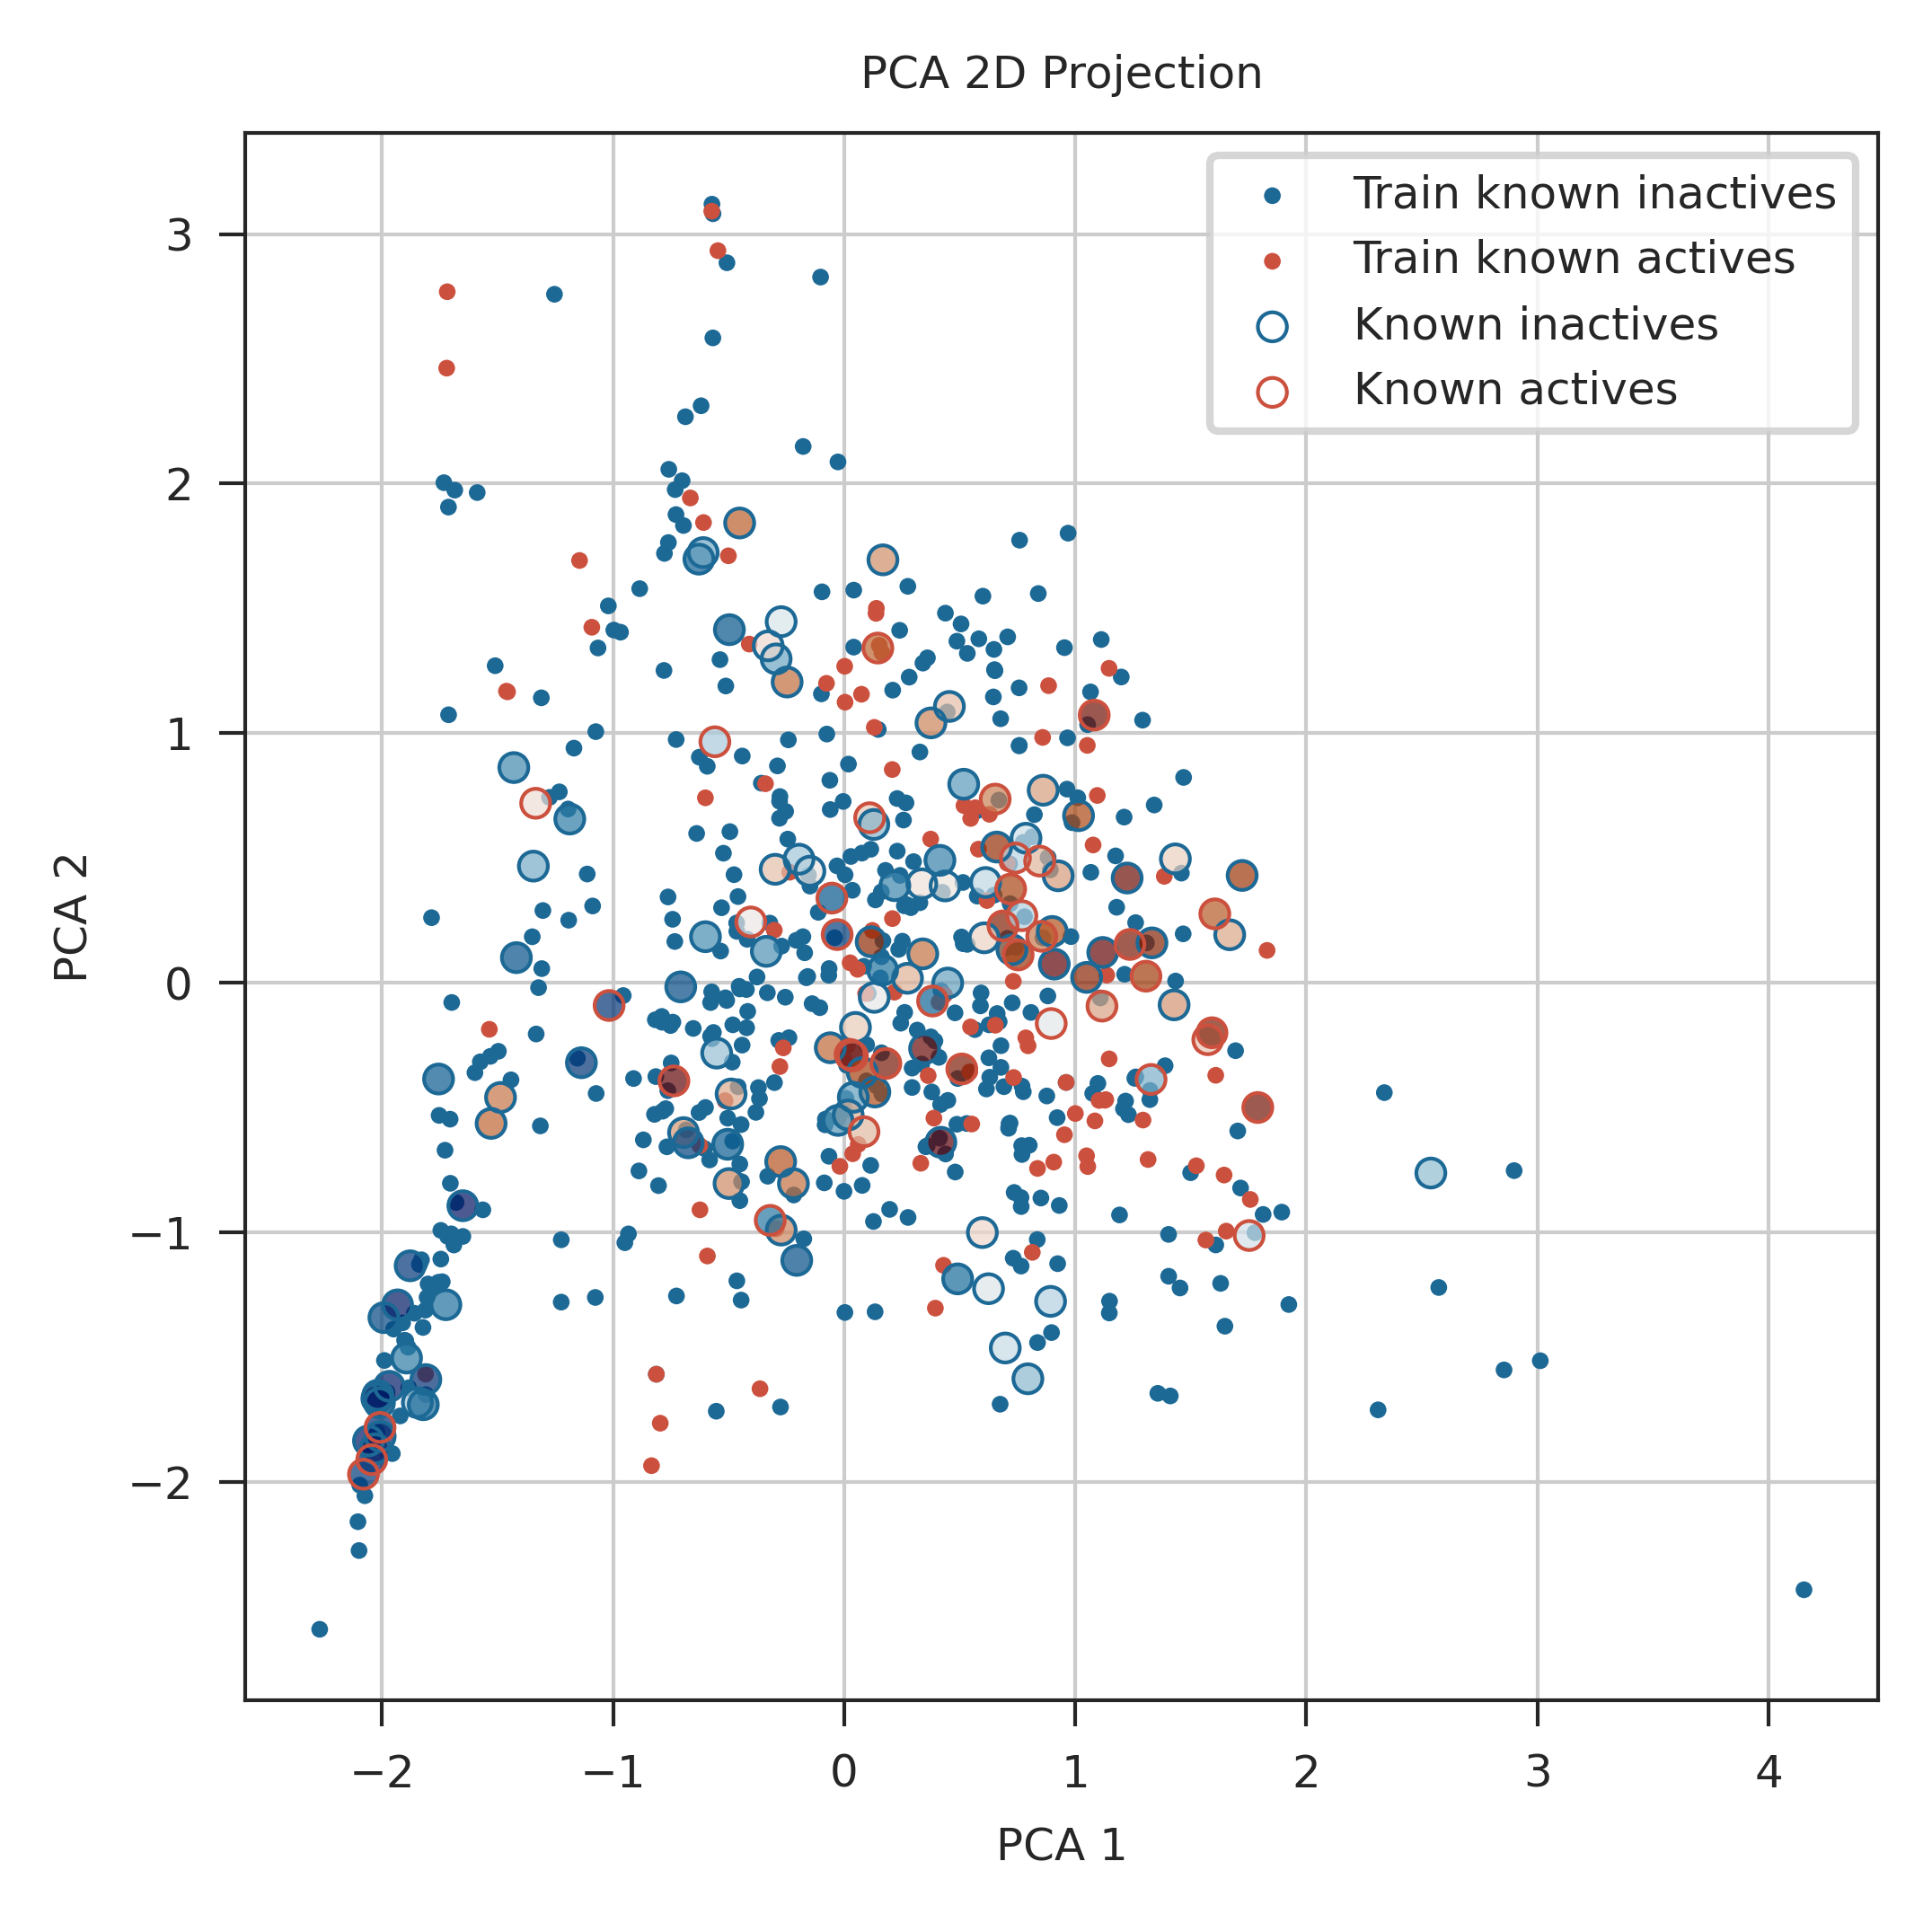 PCA 2D Projection
Train known inactives
Train known actives
Known inactives
Known actives
3
2
1
0
−1
−2
PCA 2
−2
−1
0
1
2
3
4
PCA 1